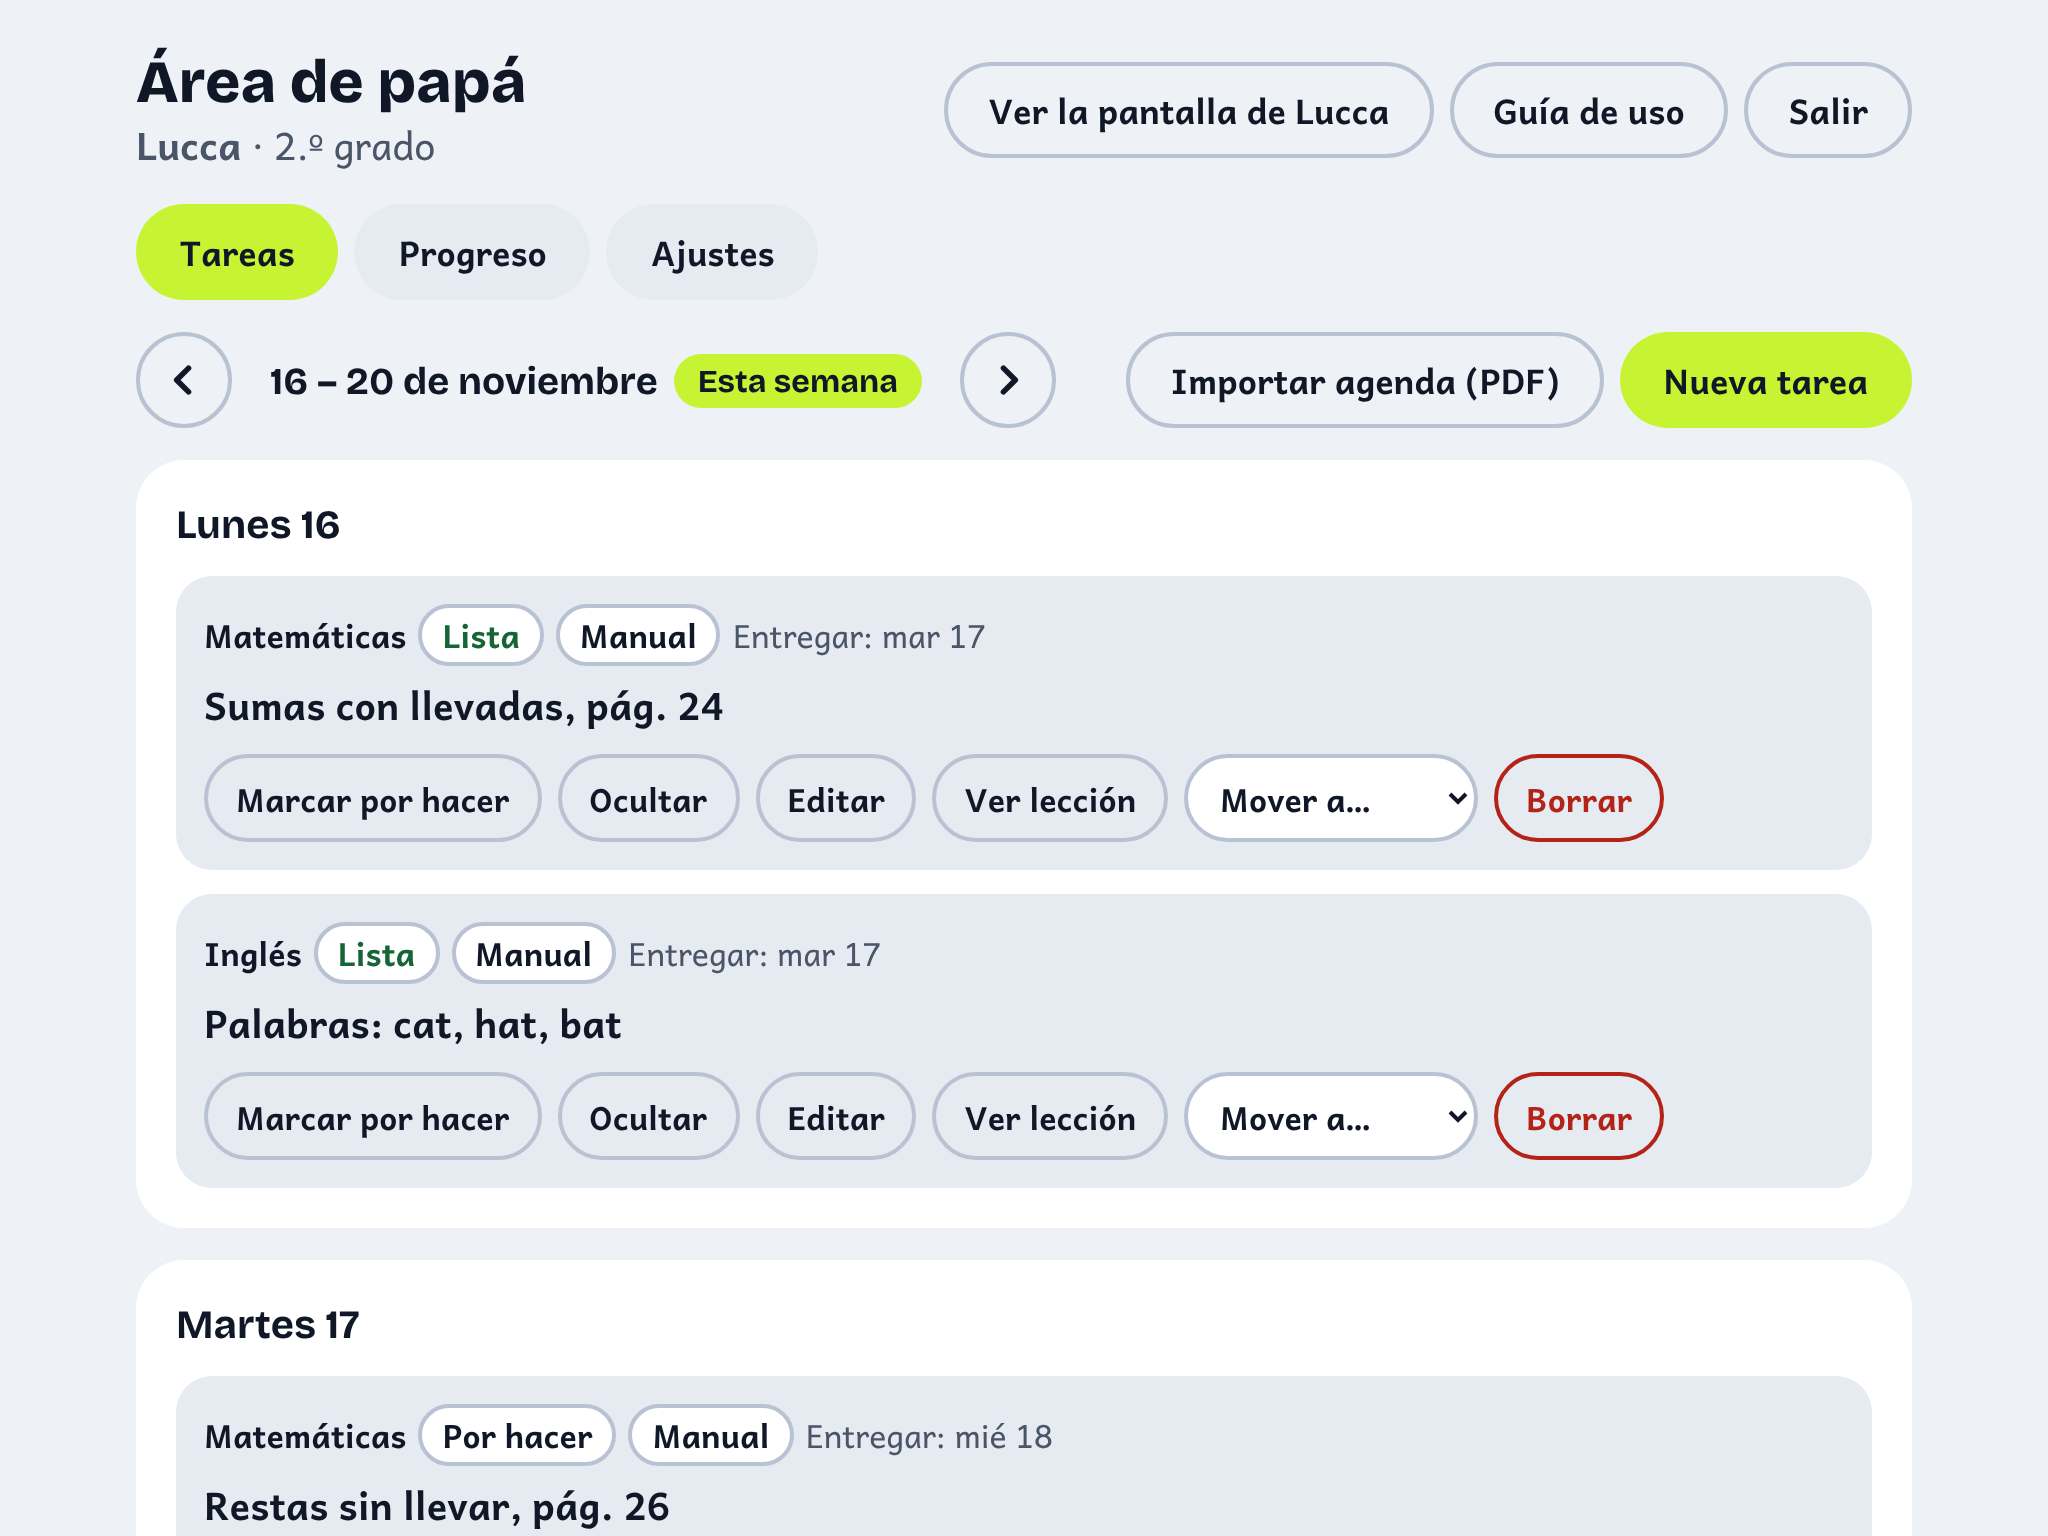 Área de papá
Lucca · 2.º grado
Ver la pantalla de Lucca
Guía de uso
Salir
Tareas
Progreso
Ajustes
16 – 20 de noviembre
Esta semana
Importar agenda (PDF)
Nueva tarea
Lunes 16
Matemáticas Lista Manual Entregar: mar 17
Sumas con llevadas, pág. 24
Marcar por hacer Ocultar Editar Ver lección Mover a... Borrar
Inglés Lista Manual Entregar: mar 17
Palabras: cat, hat, bat
Marcar por hacer Ocultar Editar Ver lección Mover a... Borrar
Martes 17
Matemáticas Por hacer Manual Entregar: mié 18
Restas sin llevar, pág. 26